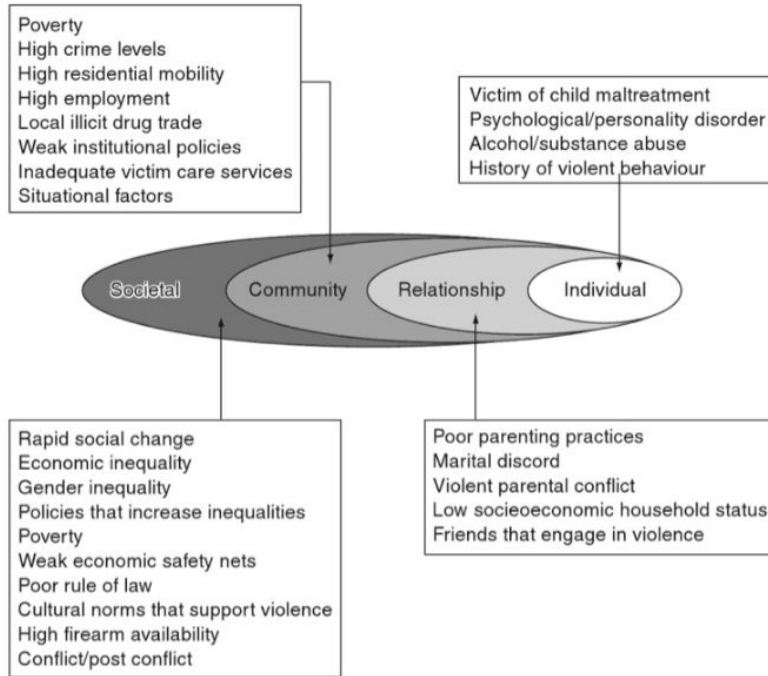 Poverty
High crime levels
High residential mobility
High employment
Local illicit drug trade
Weak institutional policies
Inadequate victim care services
Situational factors
Victim of child maltreatment
Psychological/personality disorder
Alcohol/substance abuse
History of violent behaviour
Societal
Community
Relationship
Individual
Rapid social change
Economic inequality
Gender inequality
Policies that increase inequalities
Poverty
Weak economic safety nets
Poor rule of law
Cultural norms that support violence
High firearm availability
Conflict/post conflict
Poor parenting practices
Marital discord
Violent parental conflict
Low socieoeconomic household status
Friends that engage in violence